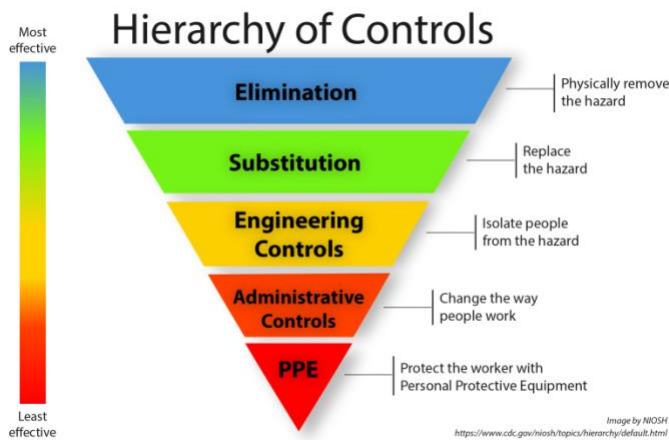 Hierarchy of Controls
Most
effective
Elimination
Physically remove
the hazard
Substitution
Replace
the hazard
Engineering
Controls
Isolate people
from the hazard
Administrative
Controls
Change the way
people work
PPE
Protect the worker with
Personal Protective Equipment
Least
effective
Image by NIOSH
https://www.cdc.gov/niosh/topics/hierarchy/default.html